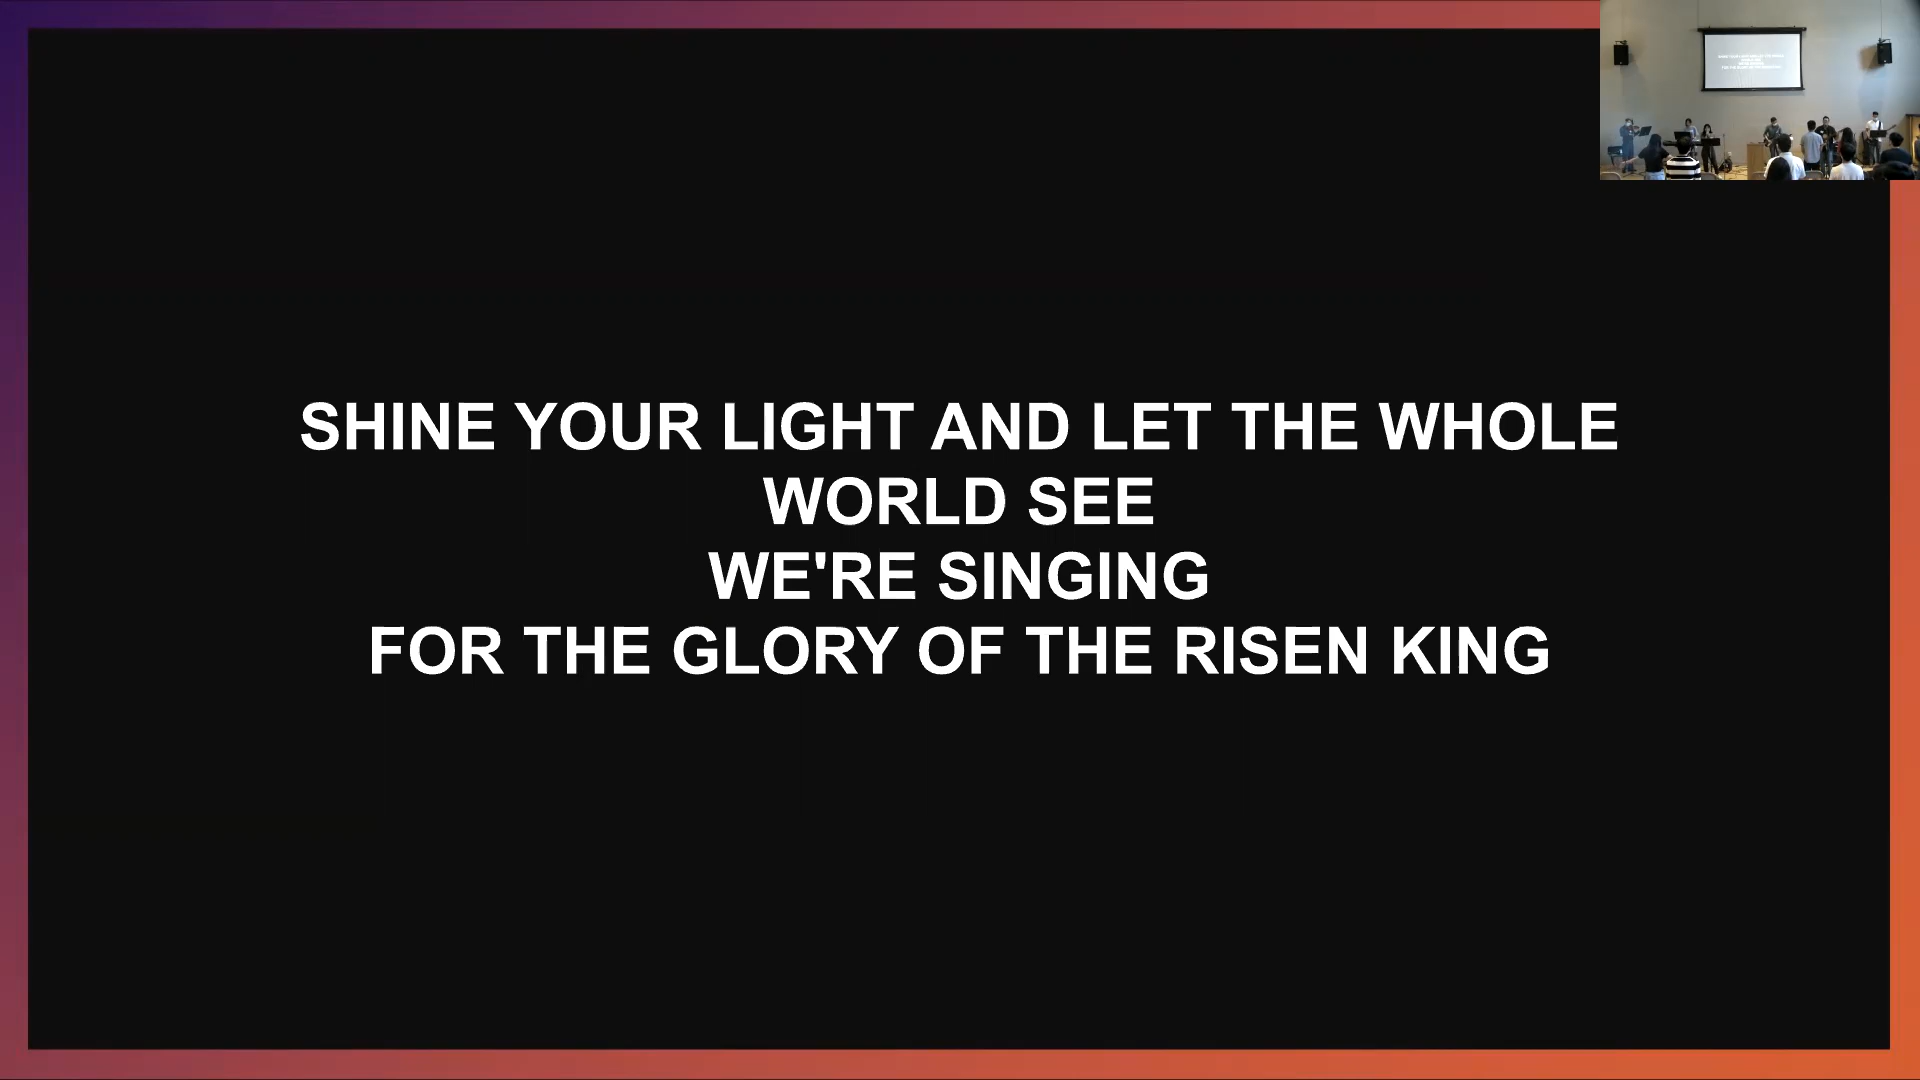 SHINE YOUR LIGHT AND LET THE WHOLE
WORLD SEE
WE'RE SINGING
FOR THE GLORY OF THE RISEN KING